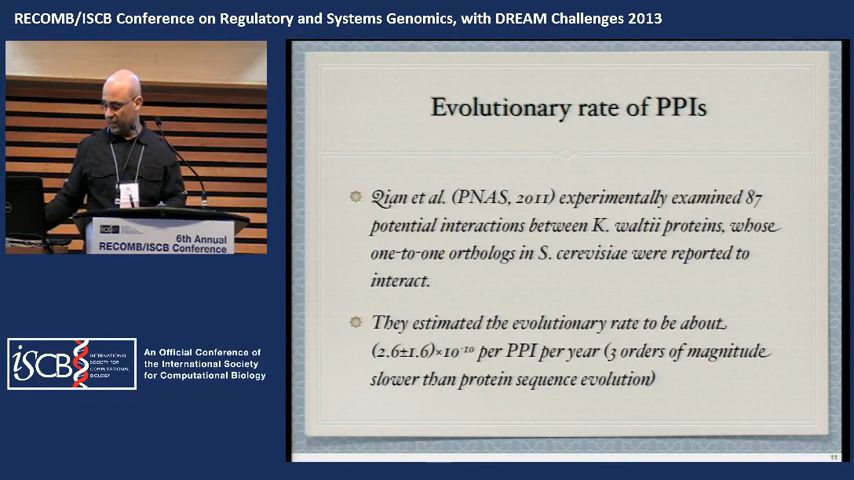 RECOMB/ISCB Conference on Regulatory and Systems Genomics, with DREAM Challenges 2013
6th Annual
RECOMB/ISCB
Conference
iSCB
INTERNATIONAL
SOCIETY FOR
COMPUTATIONAL
BIOLOGY
An Official Conference of
the International Society
for Computational Biology
Evolutionary rate of PPIs
Qian et al. (PNAS, 2011) experimentally examined 87
potential interactions between K. waltii proteins, whose
one-to-one orthologs in S. cerevisiae were reported to
interact.
They estimated the evolutionary rate to be about
(2.6±1.6)×10⁻¹⁰ per PPI per year (3 orders of magnitude
slower than protein sequence evolution)
11